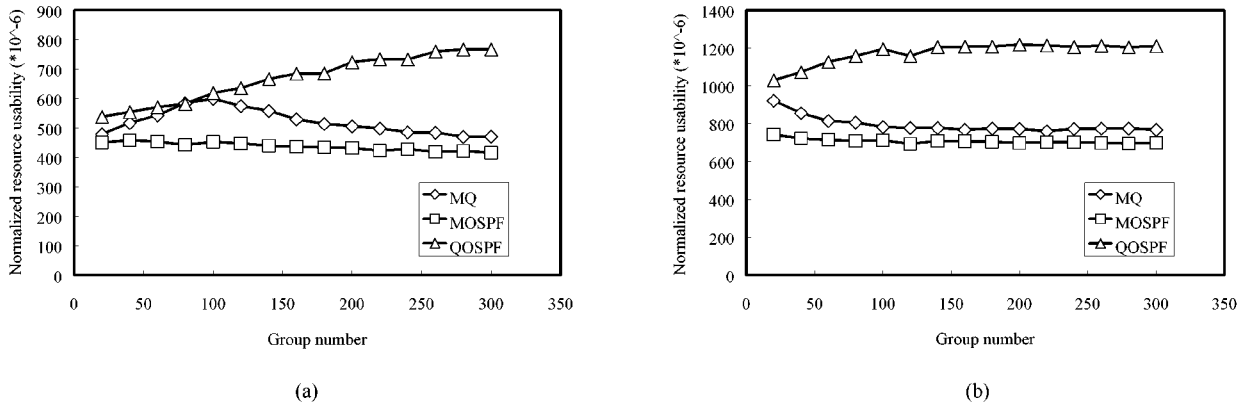 Normalized resource usability (*10^-6)
900
800
700
600
500
400
300
200
100
0
0 50 100 150 200 250 300 350
Group number
MQ
MOSPF
QOSPF
(a)
Normalized resource usability (*10^-6)
1400
1200
1000
800
600
400
200
0
0 50 100 150 200 250 300 350
Group number
MQ
MOSPF
QOSPF
(b)